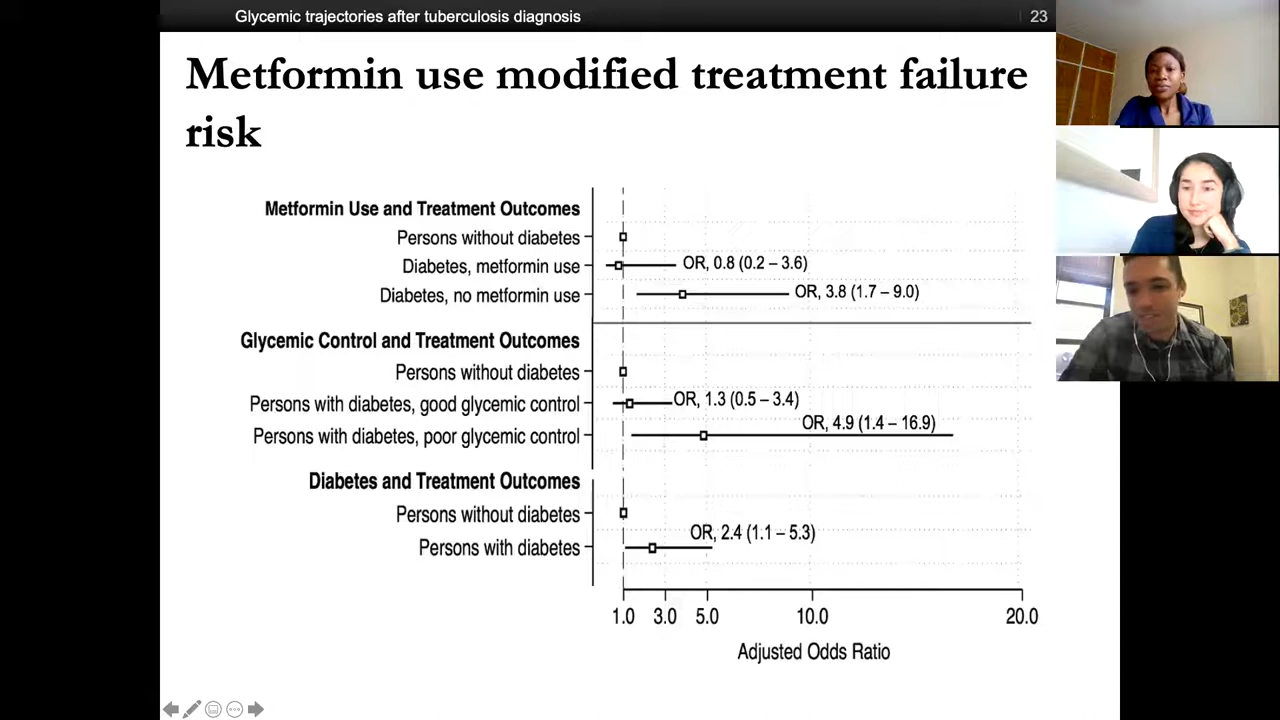 Glycemic trajectories after tuberculosis diagnosis
23
Metformin use modified treatment failure
risk
Metformin Use and Treatment Outcomes
Persons without diabetes
Diabetes, metformin use
OR, 0.8 (0.2 – 3.6)
Diabetes, no metformin use
OR, 3.8 (1.7 – 9.0)
Glycemic Control and Treatment Outcomes
Persons without diabetes
Persons with diabetes, good glycemic control
OR, 1.3 (0.5 – 3.4)
Persons with diabetes, poor glycemic control
OR, 4.9 (1.4 – 16.9)
Diabetes and Treatment Outcomes
Persons without diabetes
Persons with diabetes
OR, 2.4 (1.1 – 5.3)
1.0 3.0 5.0 10.0 20.0
Adjusted Odds Ratio